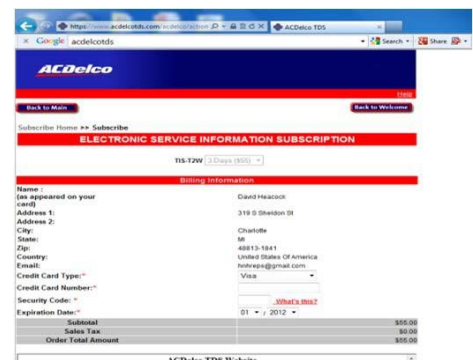 https://www.acdelcotds.com/acdelco/action
ACDelco TDS
Google acdelcotds
Search
Share
ACDelco
Help
Back to Main
Back to Welcome
Subscribe Home >> Subscribe
ELECTRONIC SERVICE INFORMATION SUBSCRIPTION
TIS-T2W 3 Days ($55)
Billing Information
Name :
(as appeared on your card)
David Heacock
Address 1: 319 S Sheldon St
Address 2:
City: Charlotte
State: MI
Zip: 48813-1841
Country: United States Of America
Email: hnhreps@gmail.com
Credit Card Type:* Visa
Credit Card Number:*
Security Code: * What's this?
Expiration Date:* 01 / 2012
Subtotal $55.00
Sales Tax $0.00
Order Total Amount $55.00
ACDelco TDS Website